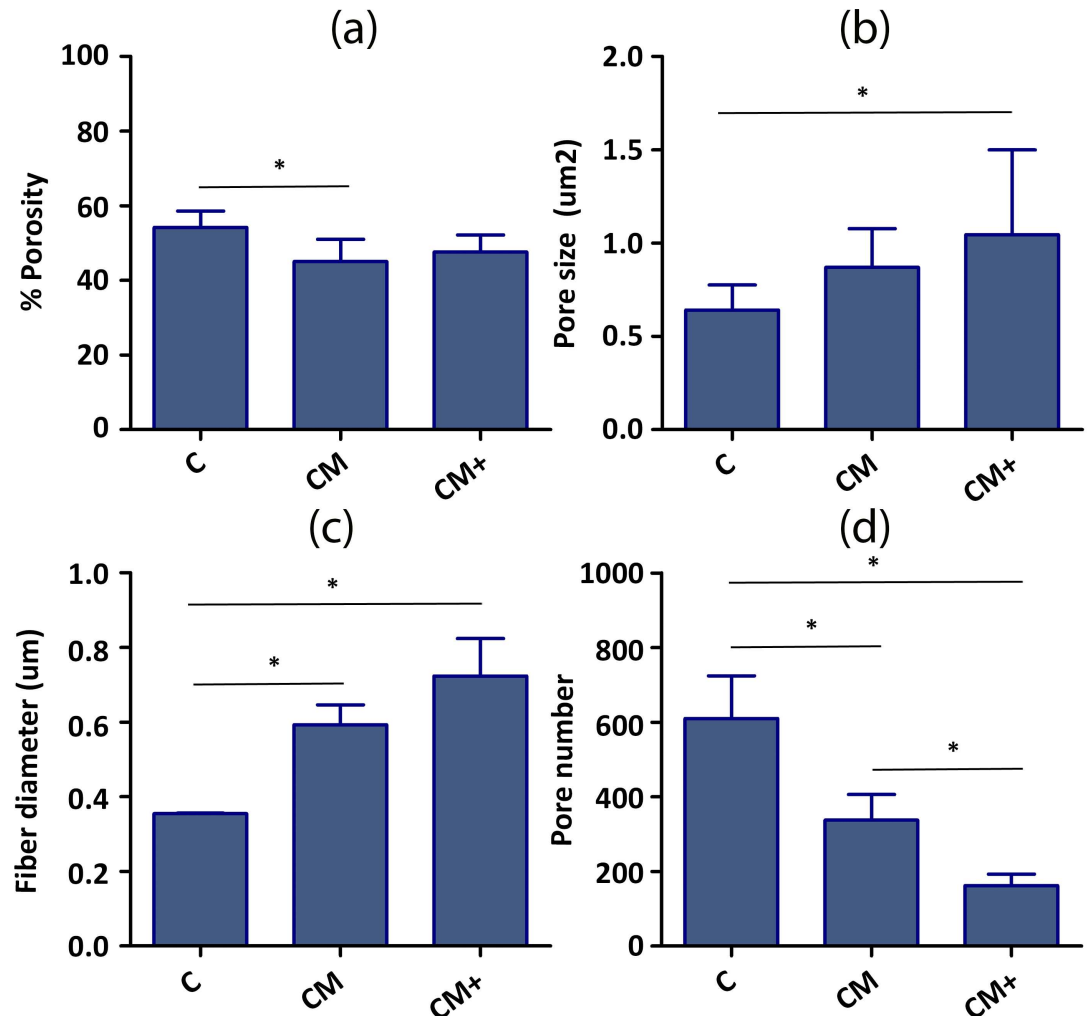 (a)
100
80
60
40
20
0
% Porosity
*
C
CM
CM+
(b)
2.0
1.5
1.0
0.5
0.0
Pore size (um2)
*
C
CM
CM+
(c)
1.0
0.8
0.6
0.4
0.2
0.0
Fiber diameter (um)
*
*
C
CM
CM+
(d)
1000
800
600
400
200
0
Pore number
*
*
*
C
CM
CM+